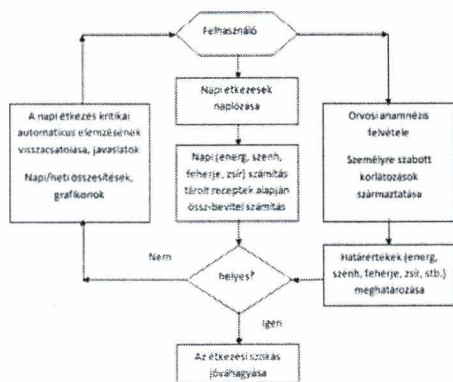 Felhasználó
Napi étkezések
naplózása
A napi étkezés kritikai
automatikus elemzésének
visszacsatolása, javaslatok
Napi/heti összesítések,
grafikonok
Orvosi anamnézis
felvétele
Személyre szabott
korlátozások
származtatása
Napi (energ, szénh,
fehérje, zsír) számítás
tárolt receptek alapján
össz-bevitel számítás
Nem
helyes?
Határértékek (energ,
szénh, fehérje, zsír, stb.)
meghatározása
Igen
Az étkezési szokás
jóváhagyása